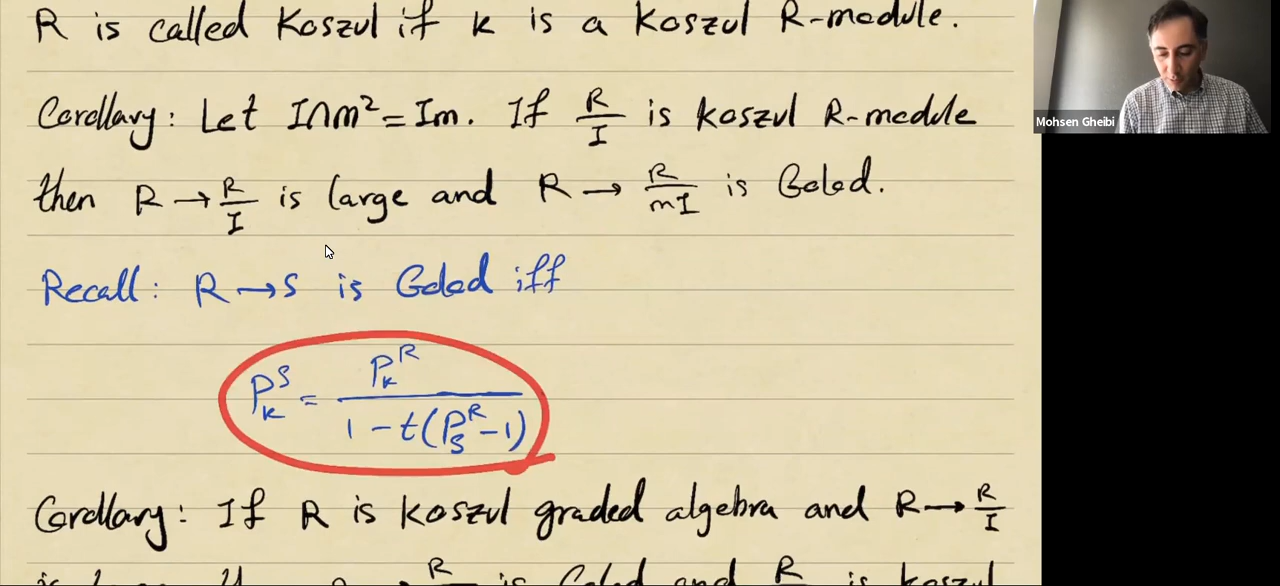 R is called Koszul if k is a Koszul R-module.
Mohsen Gheibi
Corollary: Let I∩m²=Im. If R/I is Koszul R-module
then R → R/I is large and R → R/mI is Golod.
Recall: R → S is Golod iff
P_k^S = P_k^R / (1 - t(P_S^R - 1))
Corollary: If R is Koszul graded algebra and R → R/I